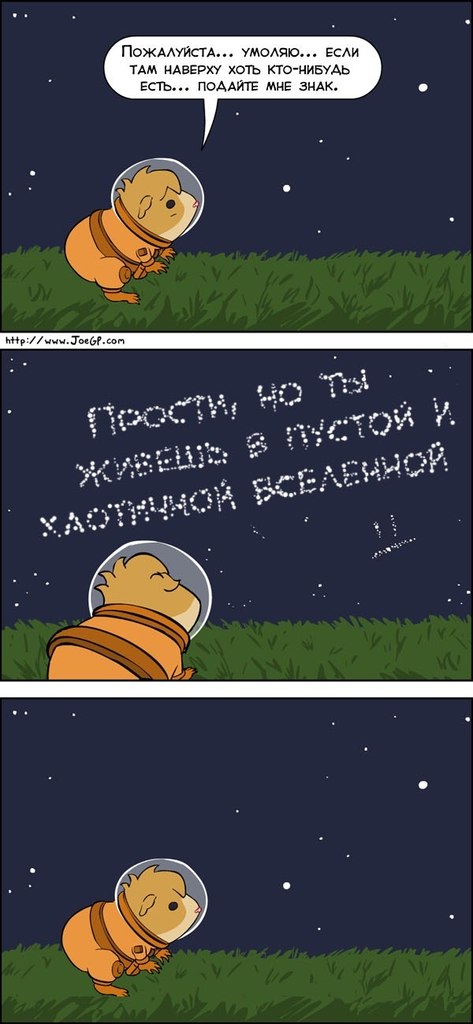 Пожалуйста... умоляю... если
там наверху хоть кто-нибудь
есть... подайте мне знак.
http://www.JoeGP.com
Прости, но ты
живешь в пустой и
хаотичной вселенной